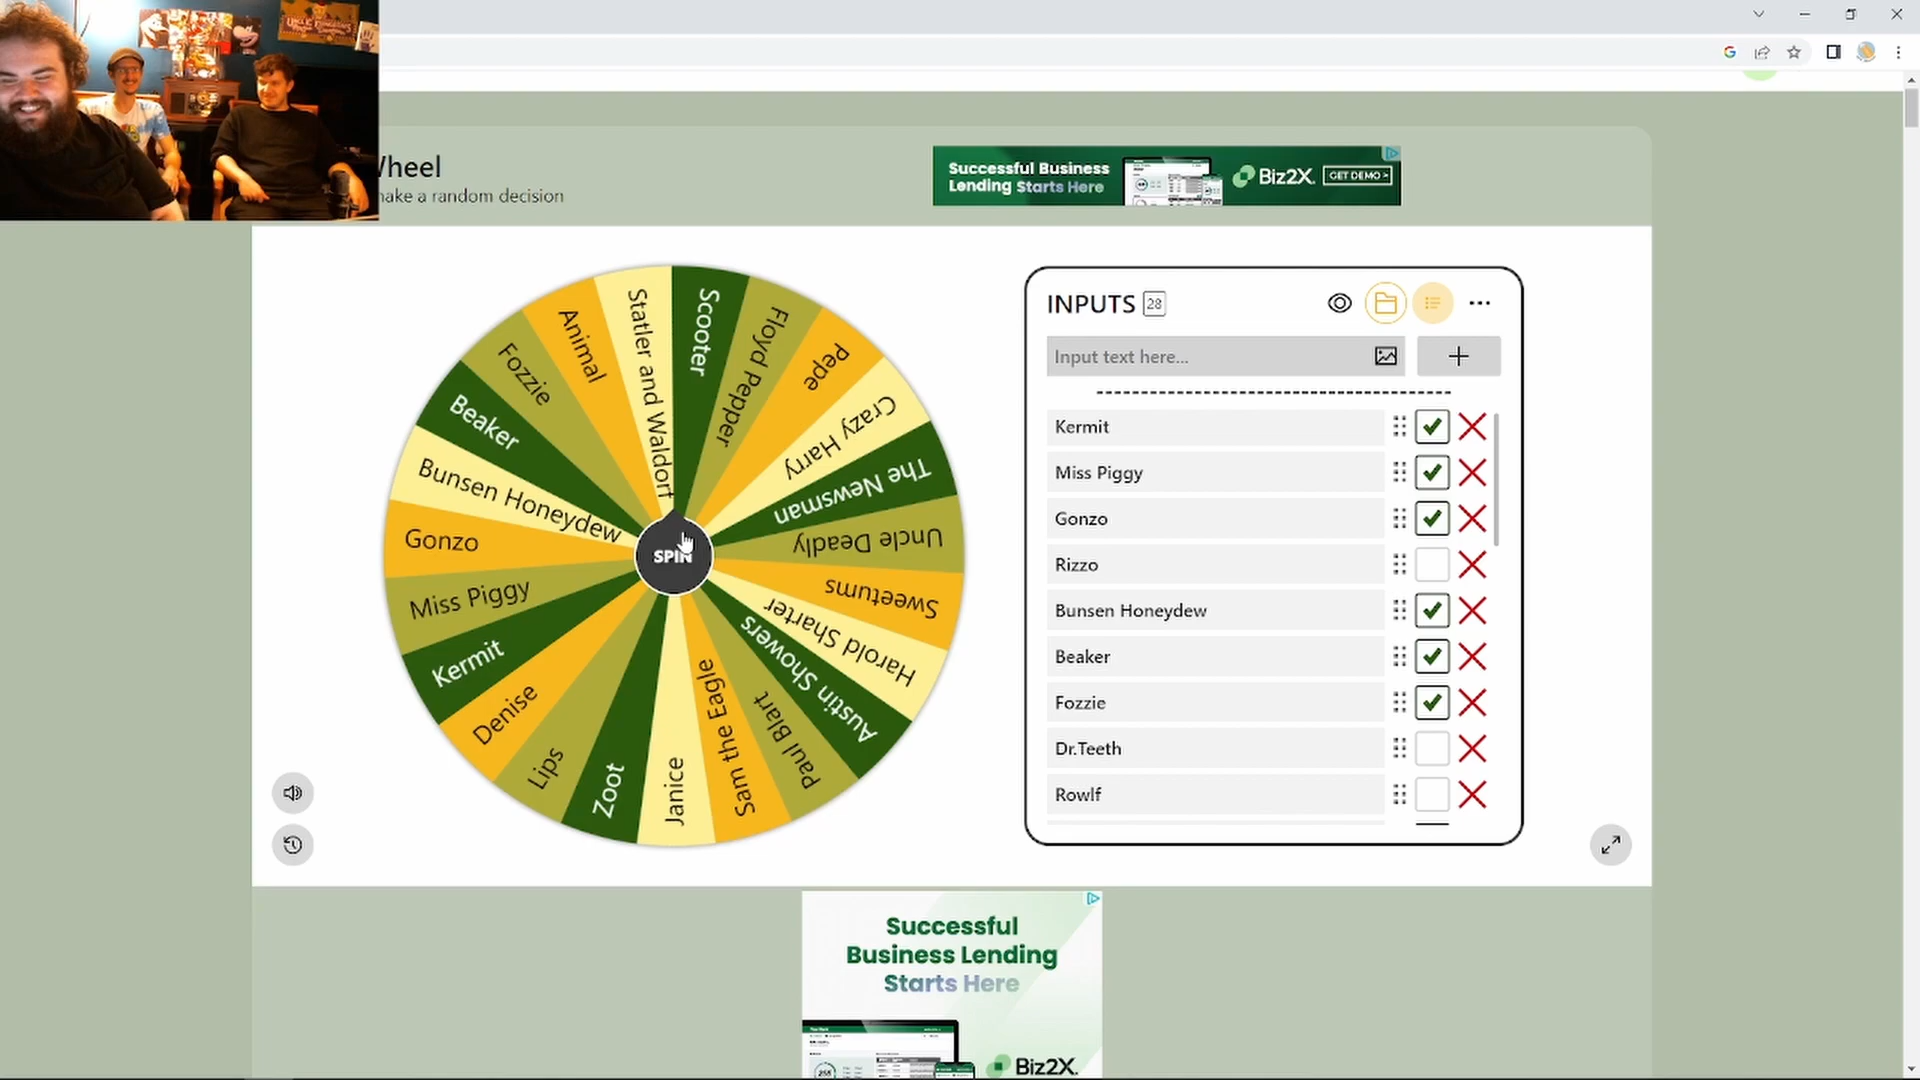 Wheel
make a random decision
Successful Business
Lending Starts Here
Biz2X.
GET DEMO >
Scooter
Floyd Pepper
Pepe
Crazy Harry
The Newsman
Uncle Deadly
Sweetums
Harold Sharter
Austin Showers
Paul Blart
Sam the Eagle
Janice
Zoot
Lips
Denise
Kermit
Miss Piggy
Gonzo
Bunsen Honeydew
Beaker
Fozzie
Animal
Statler and Waldorf
SPIN
INPUTS 28
Input text here...
Kermit
Miss Piggy
Gonzo
Rizzo
Bunsen Honeydew
Beaker
Fozzie
Dr.Teeth
Rowlf
Successful
Business Lending
Starts Here
Biz2X.